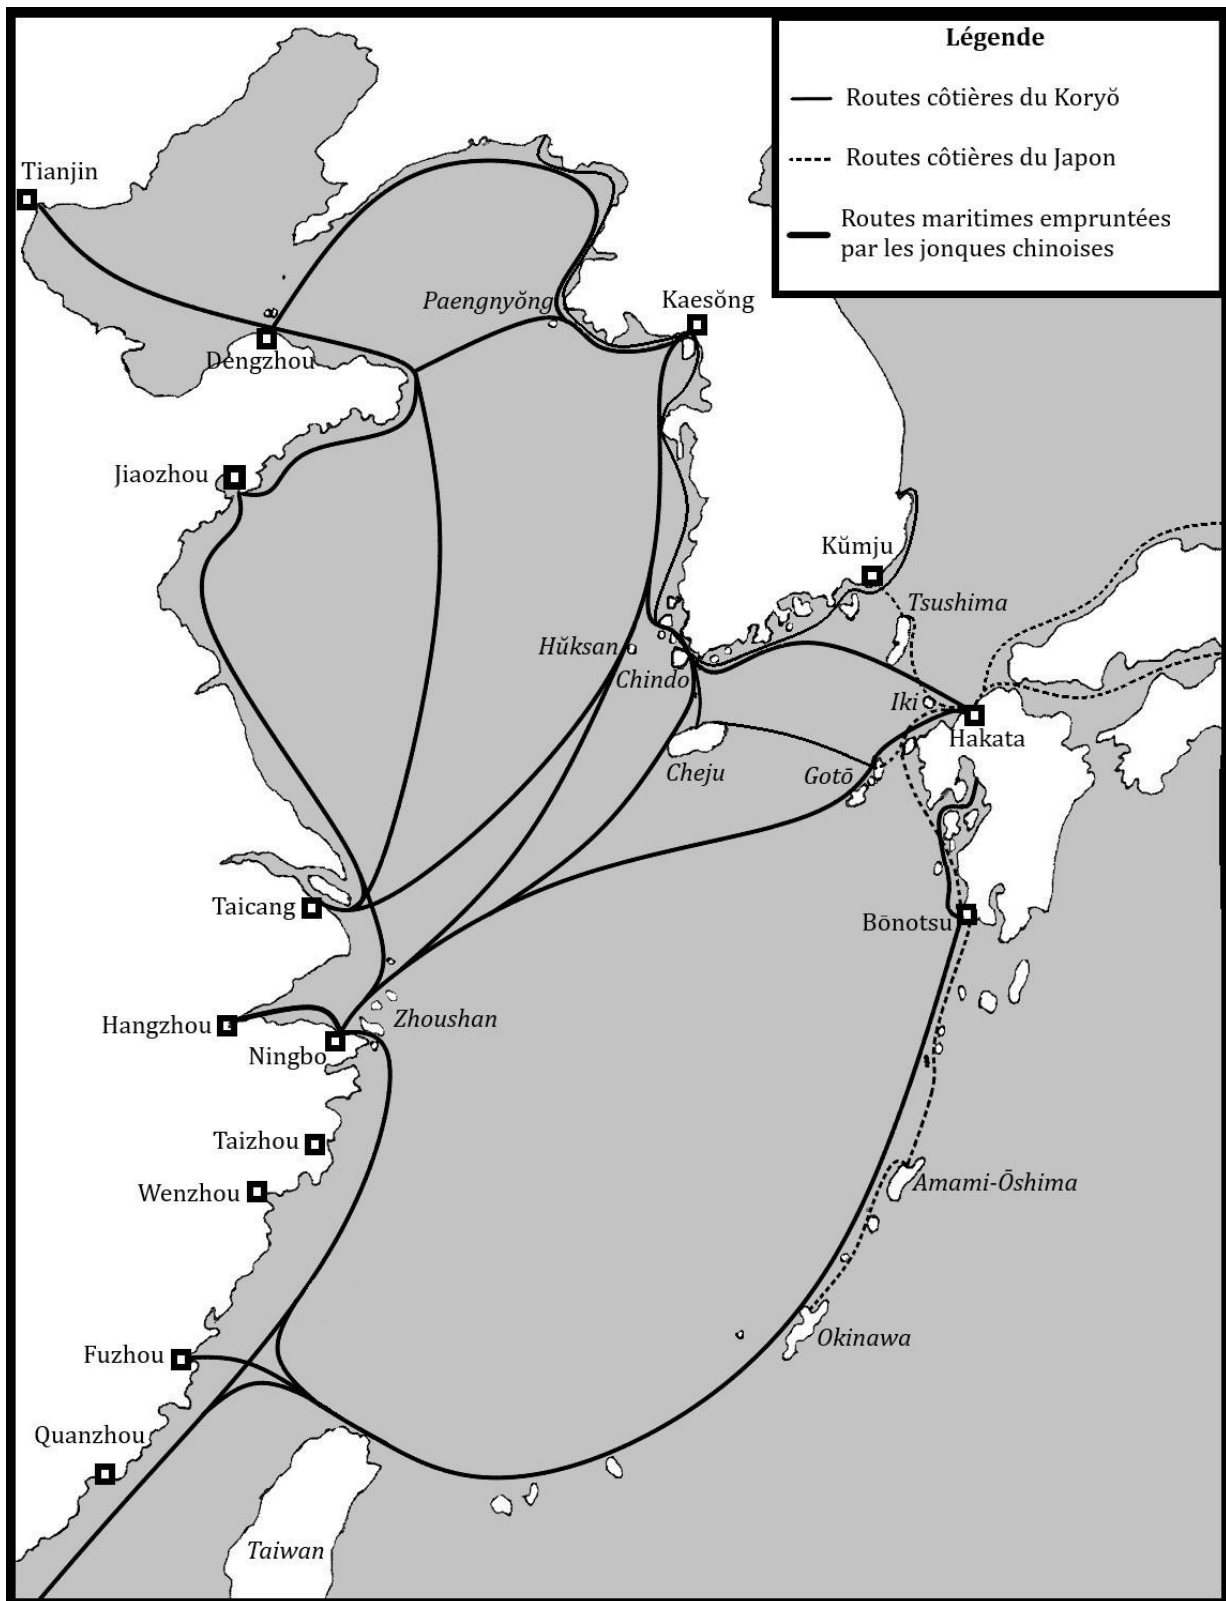 Légende
Routes côtières du Koryŏ
Routes côtières du Japon
Routes maritimes empruntées
par les jonques chinoises
Tianjin
Paengnyŏng
Kaesŏng
Dengzhou
Jiaozhou
Kŭmju
Tsushima
Hŭksan
Chindo
Iki
Hakata
Cheju
Gotō
Taicang
Bōnotsu
Hangzhou
Zhoushan
Ningbo
Taizhou
Wenzhou
Amami-Ōshima
Okinawa
Fuzhou
Quanzhou
Taiwan